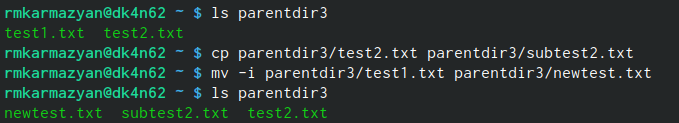 rmkarmazyan@dk4n62 ~ $ ls parentdir3
test1.txt  test2.txt
rmkarmazyan@dk4n62 ~ $ cp parentdir3/test2.txt parentdir3/subtest2.txt
rmkarmazyan@dk4n62 ~ $ mv -i parentdir3/test1.txt parentdir3/newtest.txt
rmkarmazyan@dk4n62 ~ $ ls parentdir3
newtest.txt  subtest2.txt  test2.txt